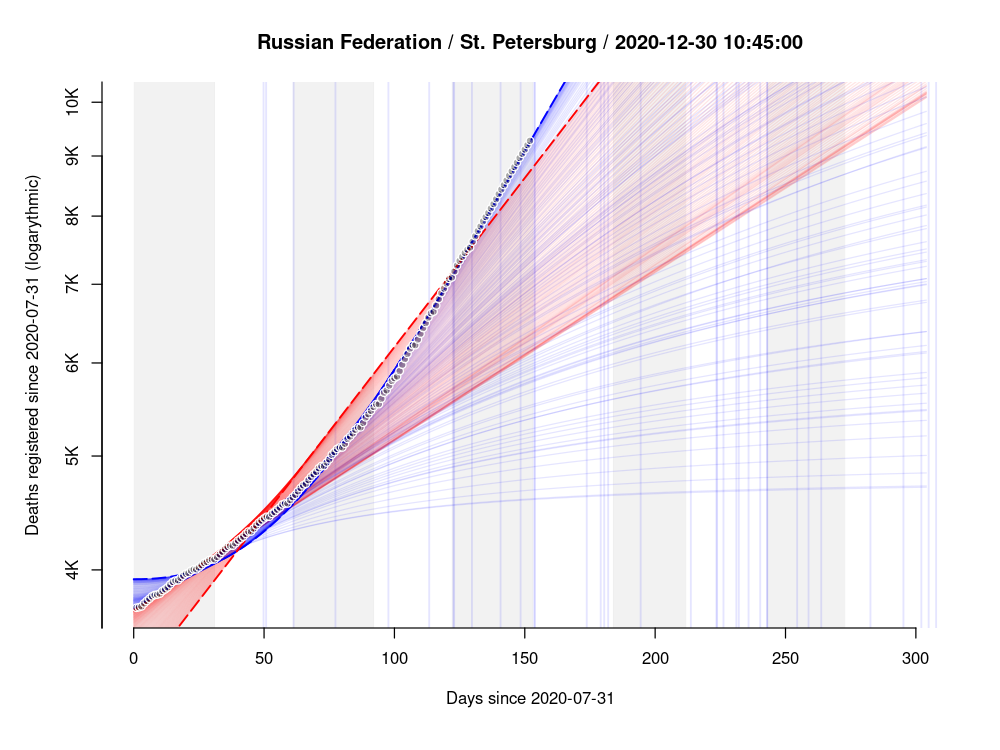 Russian Federation / St. Petersburg / 2020-12-30 10:45:00
Deaths registered since 2020-07-31 (logarythmic)
10K
9K
8K
7K
6K
5K
4K
0 50 100 150 200 250 300
Days since 2020-07-31